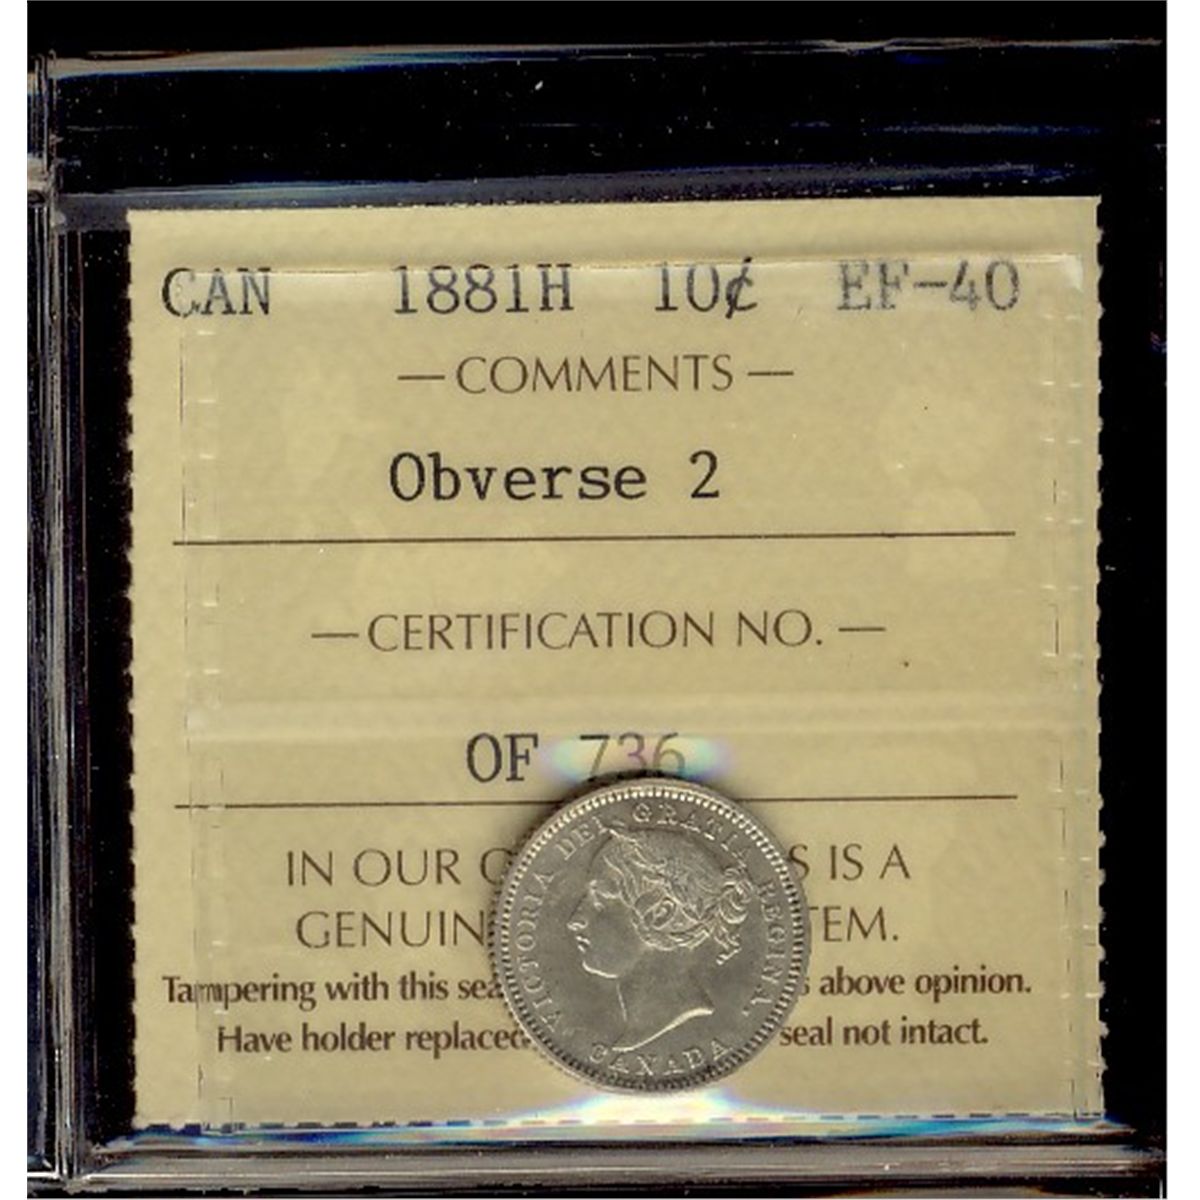 CAN 1881H 10¢ EF-40
— COMMENTS —
Obverse 2
— CERTIFICATION NO. —
OF 736
IN OUR S IS A
GENUIN TEM.
Tampering with this sea s above opinion.
Have holder replaced seal not intact.
VICTORIA DEI GRATIA REGINA.
CANADA